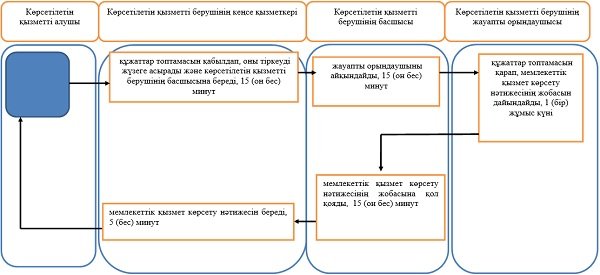 Көрсетілетін
қызметті алушы
Көрсетілетін қызметті берушінің кеңсе қызметкері
Көрсетілетін қызметті
берушінің басшысы
Көрсетілетін қызметті берушінің
жауапты орындаушысы
құжаттар топтамасын қабылдап, оны тіркеуді
жүзеге асырады және көрсетілетін қызметті
берушінің басшысына береді, 15 (он бес)
минут
жауапты орындаушыны
айқындайды, 15 (он бес)
минут
құжаттар топтамасын
қарап, мемлекеттік
қызмет көрсету
нәтижесінің жобасын
дайындайды, 1 (бір)
жұмыс күні
мемлекеттік қызмет көрсету
нәтижесінің жобасына қол
қояды, 15 (он бес) минут
мемлекеттік қызмет көрсету нәтижесін береді,
5 (бес) минут